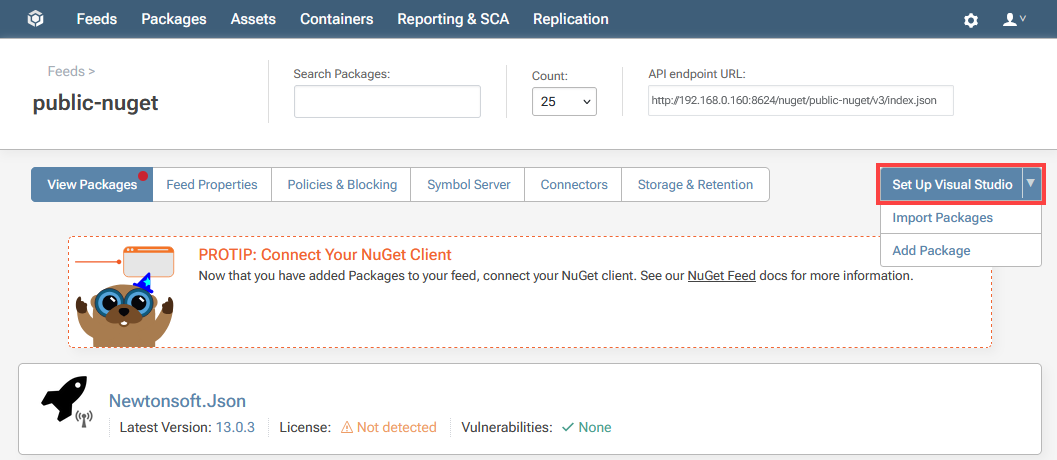 Feeds Packages Assets Containers Reporting & SCA Replication
Feeds >
public-nuget
Search Packages:
Count:
25
API endpoint URL:
http://192.168.0.160:8624/nuget/public-nuget/v3/index.json
View Packages Feed Properties Policies & Blocking Symbol Server Connectors Storage & Retention
Set Up Visual Studio
Import Packages
Add Package
PROTIP: Connect Your NuGet Client
Now that you have added Packages to your feed, connect your NuGet client. See our NuGet Feed docs for more information.
Newtonsoft.Json
Latest Version: 13.0.3 License: Not detected Vulnerabilities: None